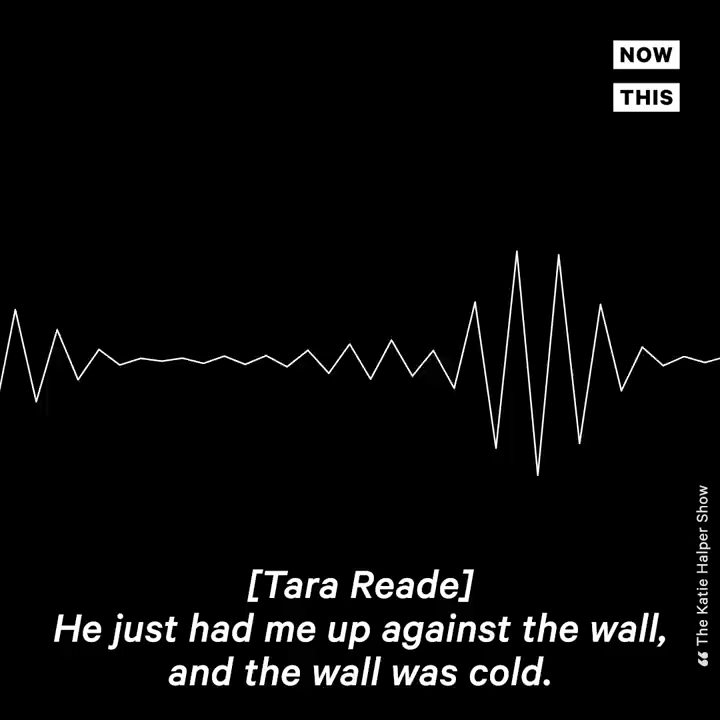 NOW
THIS
❝ The Katie Halper Show
[Tara Reade]
He just had me up against the wall,
and the wall was cold.